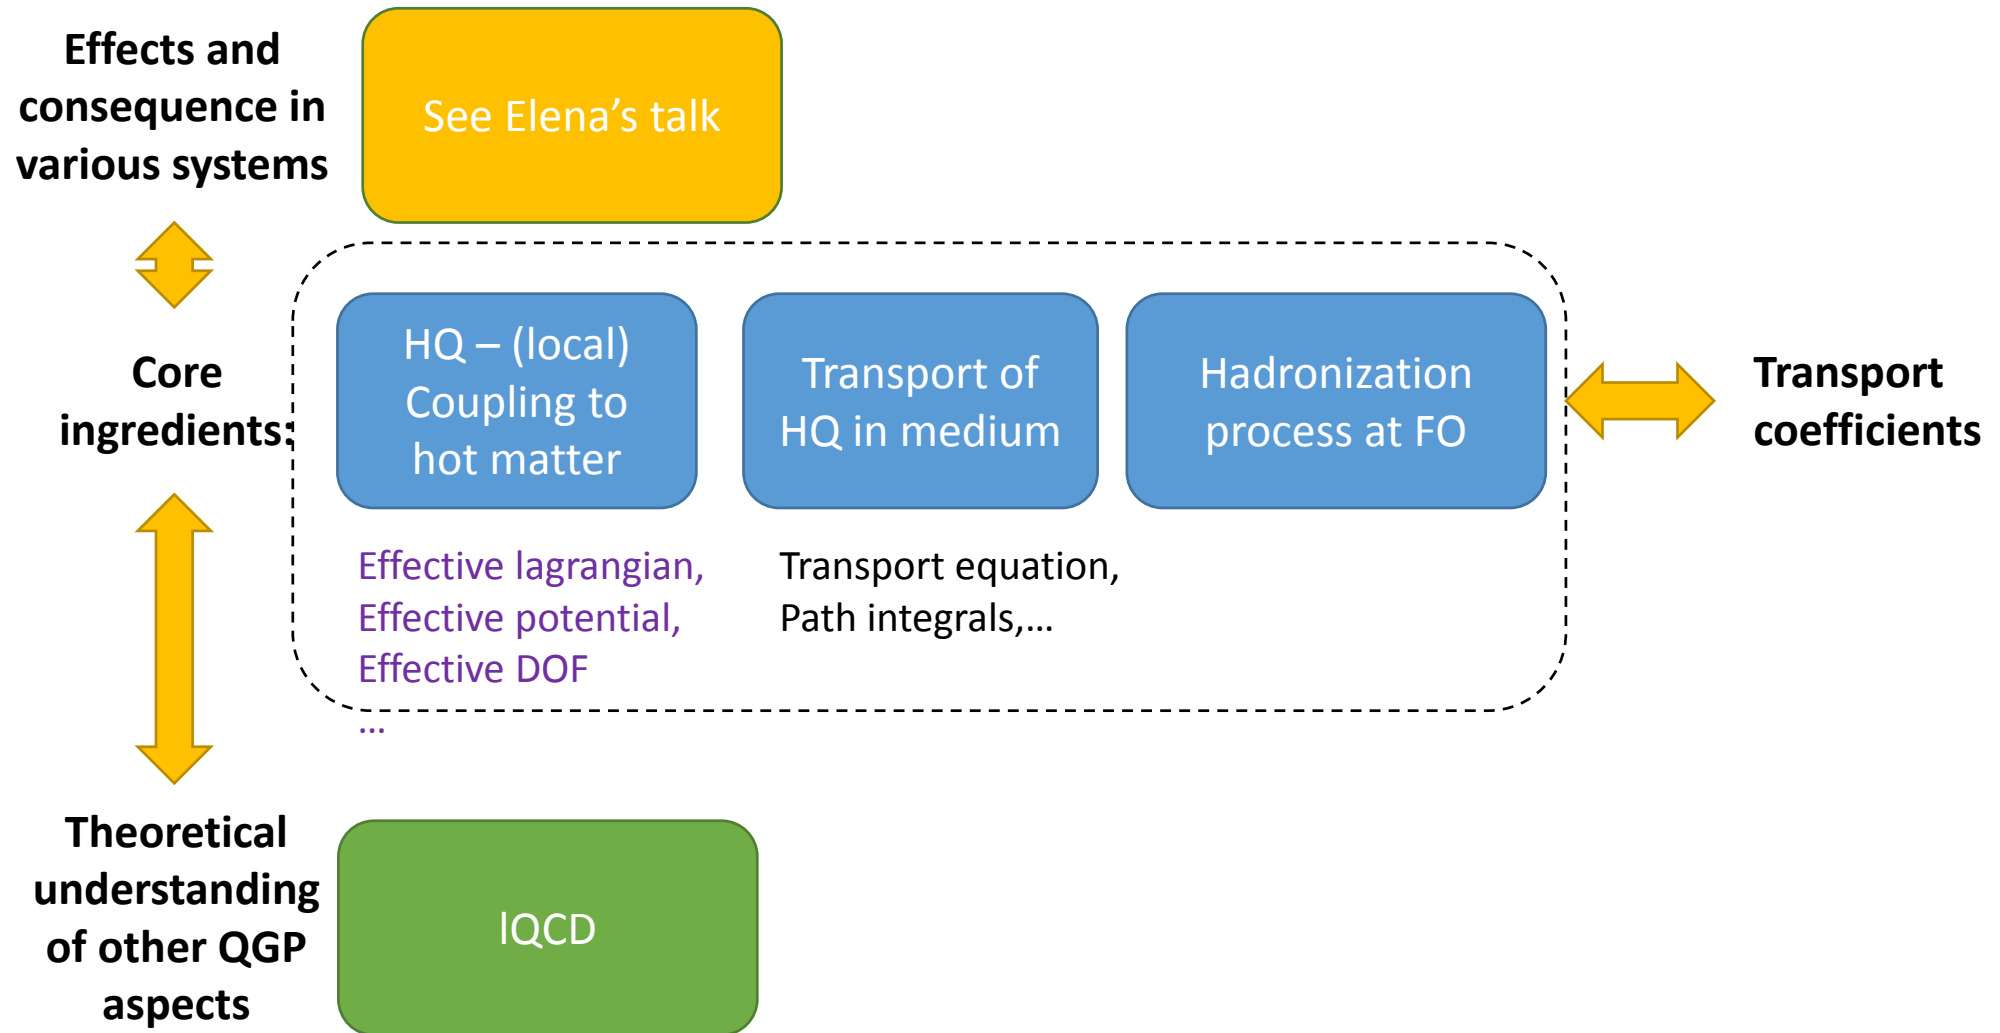 Effects and
consequence in
various systems
See Elena’s talk
Core
ingredients:
HQ – (local)
Coupling to
hot matter
Transport of
HQ in medium
Hadronization
process at FO
Transport
coefficients
Effective lagrangian,
Effective potential,
Effective DOF
...
Transport equation,
Path integrals,...
Theoretical
understanding
of other QGP
aspects
lQCD